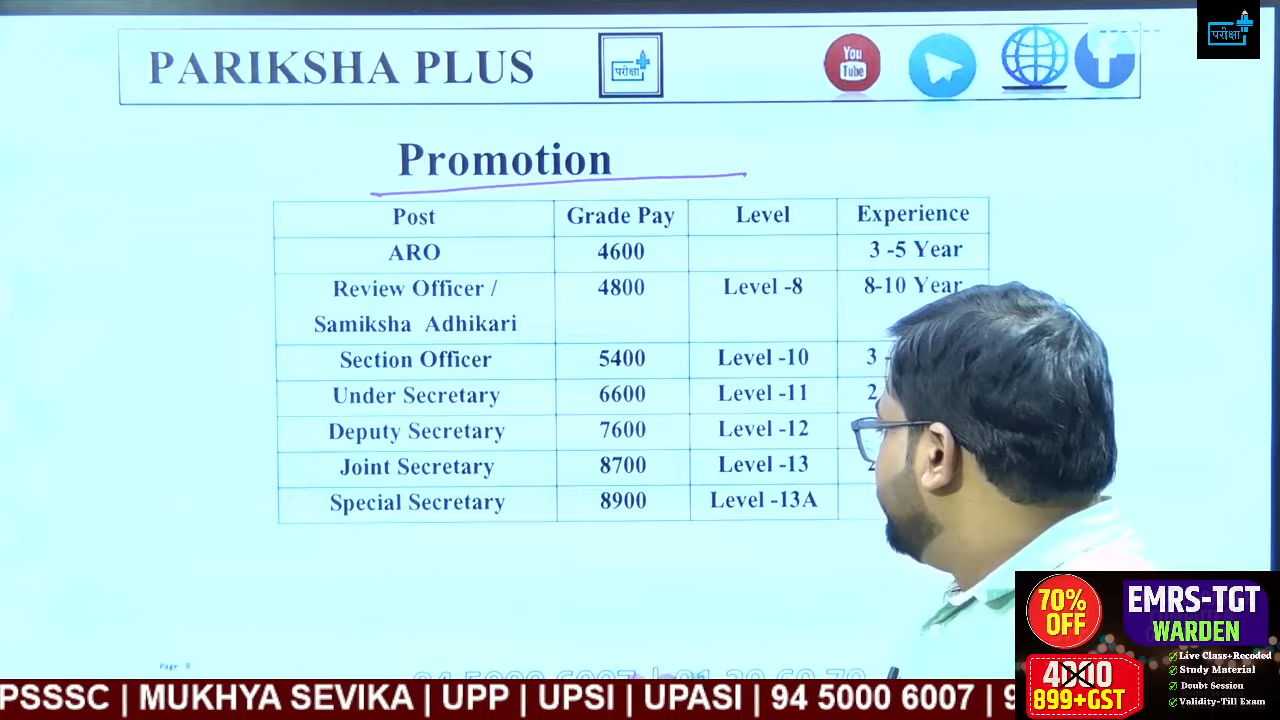 परीक्षा
PARIKSHA PLUS
परीक्षा
You
Tube
Promotion
Post Grade Pay Level Experience
ARO 4600 3 -5 Year
Review Officer / 4800 Level -8 8-10 Year
Samiksha Adhikari
Section Officer 5400 Level -10 3
Under Secretary 6600 Level -11 2
Deputy Secretary 7600 Level -12
Joint Secretary 8700 Level -13
Special Secretary 8900 Level -13A
70%
OFF
EMRS-TGT
WARDEN
Live Class+Recoded
Study Material
Doubt Session
Validity-Till Exam
899+GST
Page 8
PSSSC | MUKHYA SEVIKA | UPP | UPSI | UPASI | 94 5000 6007 | 9